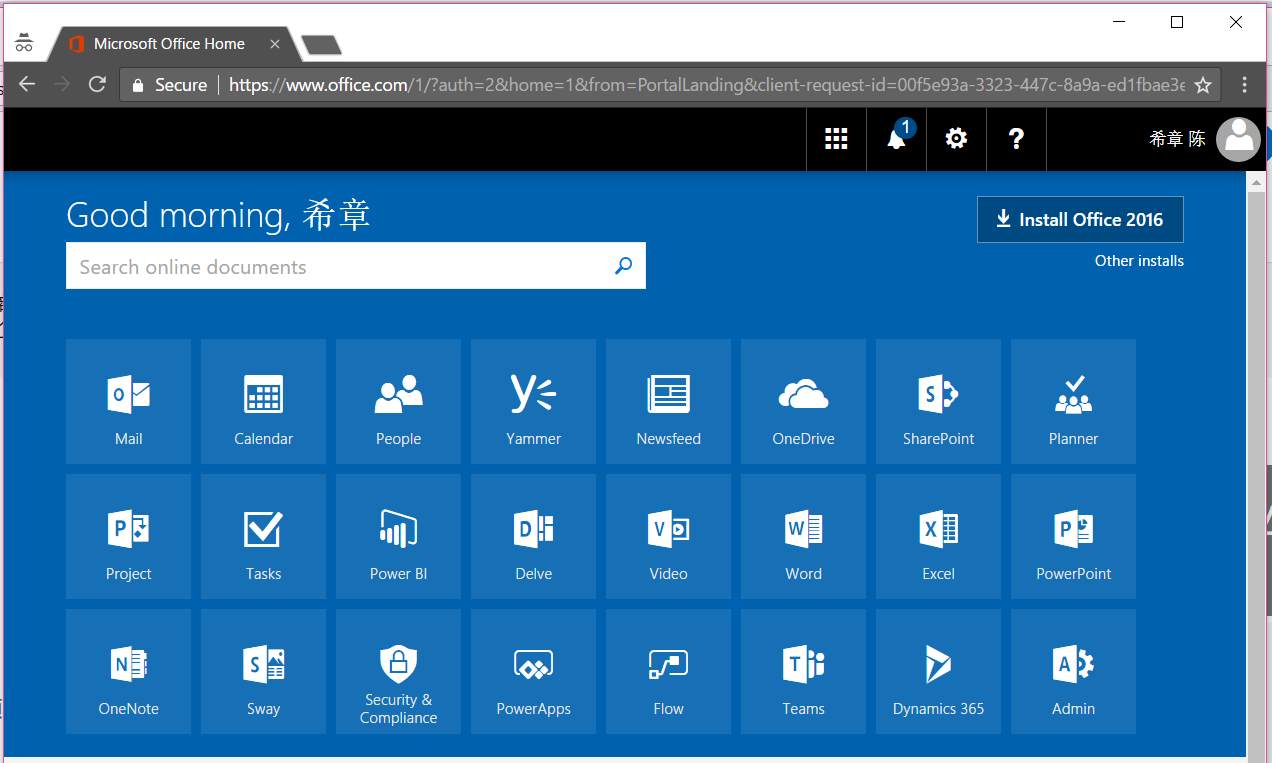 Microsoft Office Home
Secure
https://www.office.com/1/?auth=2&home=1&from=PortalLanding&client-request-id=00f5e93a-3323-447c-8a9a-ed1fbae3e
1
?
希章 陈
Good morning, 希章
Install Office 2016
Search online documents
Other installs
Mail
Calendar
People
Yammer
Newsfeed
OneDrive
SharePoint
Planner
Project
Tasks
Power BI
Delve
Video
Word
Excel
PowerPoint
OneNote
Sway
Security &
Compliance
PowerApps
Flow
Teams
Dynamics 365
Admin